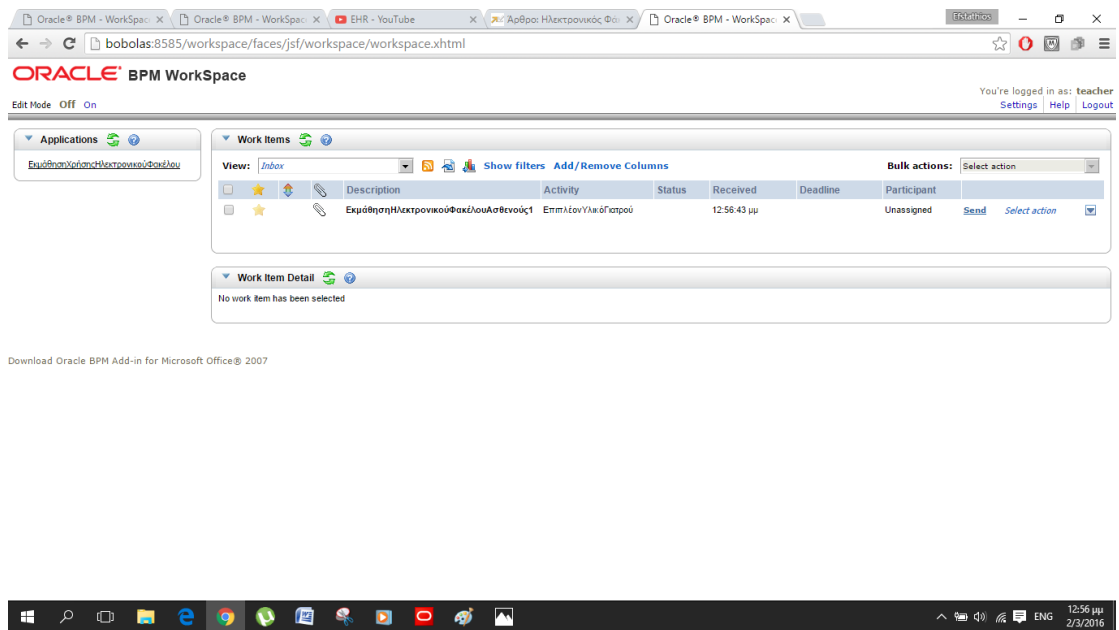 Oracle® BPM - WorkSpac
Oracle® BPM - WorkSpac
EHR - YouTube
Άρθρο: Ηλεκτρονικός Φά
Oracle® BPM - WorkSpac
Efstathios
bobolas:8585/workspace/faces/jsf/workspace/workspace.xhtml
ORACLE® BPM WorkSpace
You're logged in as: teacher
Edit Mode Off On
Settings Help Logout
Applications
Work Items
ΕκμάθησηΧρήσηςΗλεκτρονικούΦακέλου
View: Inbox Show filters Add/Remove Columns Bulk actions: Select action
Description Activity Status Received Deadline Participant
ΕκμάθησηΗλεκτρονικούΦακέλουΑσθενούς1 ΕπιπλέονΥλικόΓιατρού 12:56:43 μμ Unassigned Send Select action
Work Item Detail
No work item has been selected
Download Oracle BPM Add-in for Microsoft Office® 2007
ENG
12:56 μμ
2/3/2016